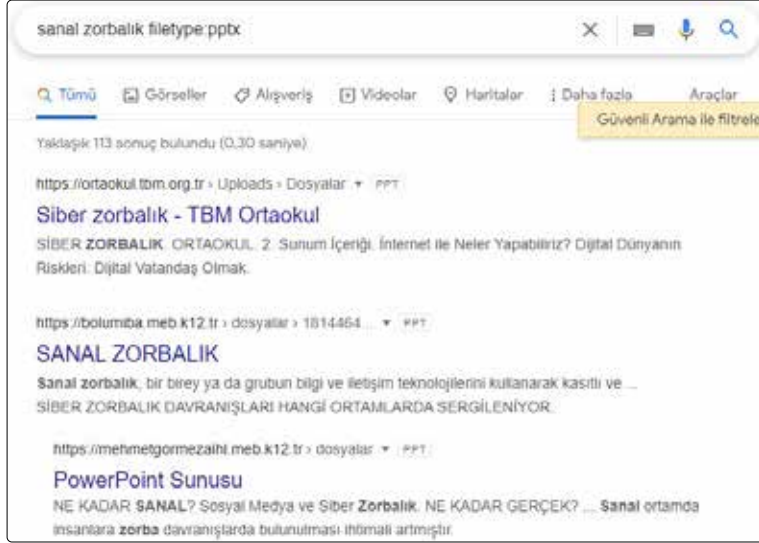 sanal zorbalık filetype:pptx
Tümü Görseller Alışveriş Videolar Haritalar Daha fazla Araçlar
Güvenli Arama ile filtrele
Yaklaşık 113 sonuç bulundu (0,30 saniye)
https://ortaokul.tbm.org.tr › Uploads › Dosyalar PPT
Siber zorbalık - TBM Ortaokul
SİBER ZORBALIK. ORTAOKUL. 2. Sunum İçeriği. İnternet ile Neler Yapabiliriz? Dijital Dünyanın
Riskleri. Dijital Vatandaş Olmak.
https://bolumiba.meb.k12.tr › dosyalar › 1814464... PPT
SANAL ZORBALIK
Sanal zorbalık, bir birey ya da grubun bilgi ve iletişim teknolojilerini kullanarak kasıtlı ve ...
SİBER ZORBALIK DAVRANIŞLARI HANGİ ORTAMLARDA SERGİLENİYOR.
https://mehmetgormezaihl.meb.k12.tr › dosyalar PPT
PowerPoint Sunusu
NE KADAR SANAL? Sosyal Medya ve Siber Zorbalık. NE KADAR GERÇEK? ... Sanal ortamda
insanlara zorba davranışlarda bulunulması ihtimali artmıştır.